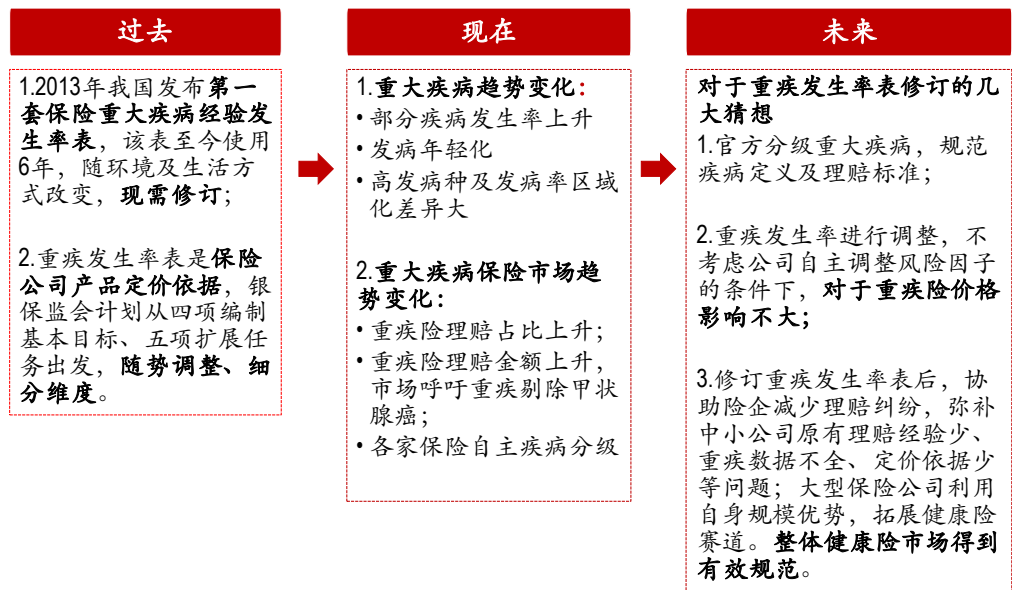 过去
1.2013年我国发布第一
套保险重大疾病经验发
生率表，该表至今使用
6年，随环境及生活方
式改变，现需修订；
2.重疾发生率表是保险
公司产品定价依据，银
保监会计划从四项编制
基本目标、五项扩展任
务出发，随势调整、细
分维度。
现在
1.重大疾病趋势变化：
•部分疾病发生率上升
•发病年轻化
•高发病种及发病率区域
化差异大
2.重大疾病保险市场趋
势变化：
•重疾险理赔占比上升；
•重疾险理赔金额上升，
市场呼吁重疾剔除甲状
腺癌；
•各家保险自主疾病分级
未来
对于重疾发生率表修订的几
大猜想
1.官方分级重大疾病，规范
疾病定义及理赔标准；
2.重疾发生率进行调整，不
考虑公司自主调整风险因子
的条件下，对于重疾险价格
影响不大；
3.修订重疾发生率表后，协
助险企减少理赔纠纷，弥补
中小公司原有理赔经验少、
重疾数据不全、定价依据少
等问题；大型保险公司利用
自身规模优势，拓展健康险
赛道。整体健康险市场得到
有效规范。